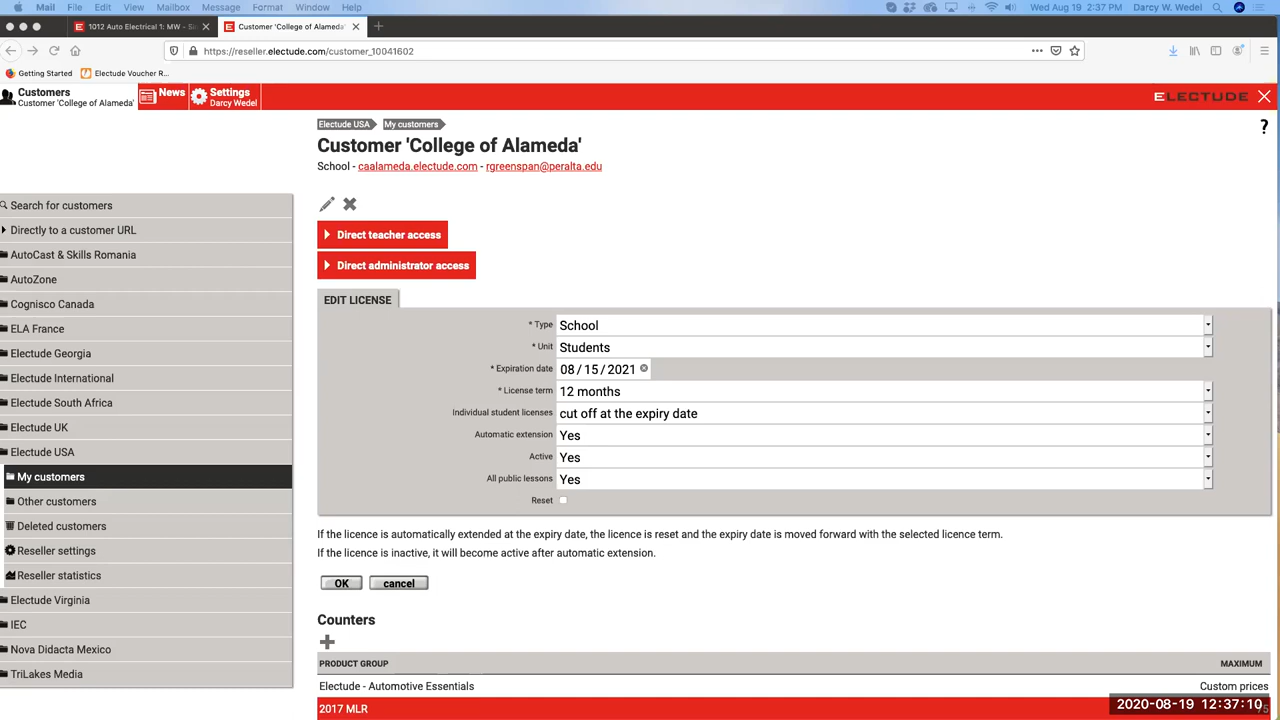 Mail File Edit View Mailbox Message Format Window Help Wed Aug 19 2:37 PM Darcy W. Wedel
1012 Auto Electrical 1: MW - Si
Customer 'College of Alameda'
https://reseller.electude.com/customer_10041602
Getting Started Electude Voucher R...
Customers
Customer 'College of Alameda'
News
Settings
Darcy Wedel
ELECTUDE
?
Electude USA My customers
Customer 'College of Alameda'
School - caalameda.electude.com - rgreenspan@peralta.edu
Search for customers
Directly to a customer URL
AutoCast & Skills Romania
AutoZone
Cognisco Canada
ELA France
Electude Georgia
Electude International
Electude South Africa
Electude UK
Electude USA
My customers
Other customers
Deleted customers
Reseller settings
Reseller statistics
Electude Virginia
IEC
Nova Didacta Mexico
TriLakes Media
Direct teacher access
Direct administrator access
EDIT LICENSE
* Type School
* Unit Students
* Expiration date 08 / 15 / 2021
* License term 12 months
Individual student licenses cut off at the expiry date
Automatic extension Yes
Active Yes
All public lessons Yes
Reset
If the licence is automatically extended at the expiry date, the licence is reset and the expiry date is moved forward with the selected licence term.
If the licence is inactive, it will become active after automatic extension.
OK cancel
Counters
PRODUCT GROUP MAXIMUM
Electude - Automotive Essentials Custom prices
2017 MLR
2020-08-19 12:37:10